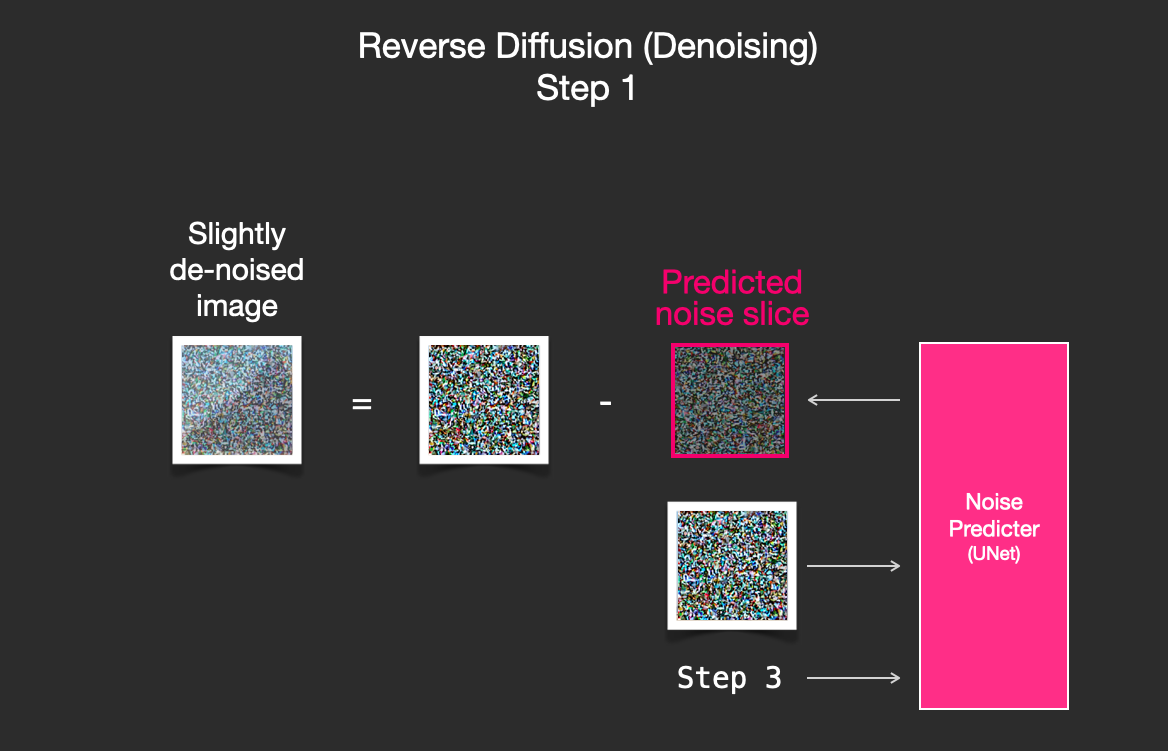 Reverse Diffusion (Denoising)
Step 1
Slightly
de-noised
image
=
-
Predicted
noise slice
Noise
Predicter
(UNet)
Step 3